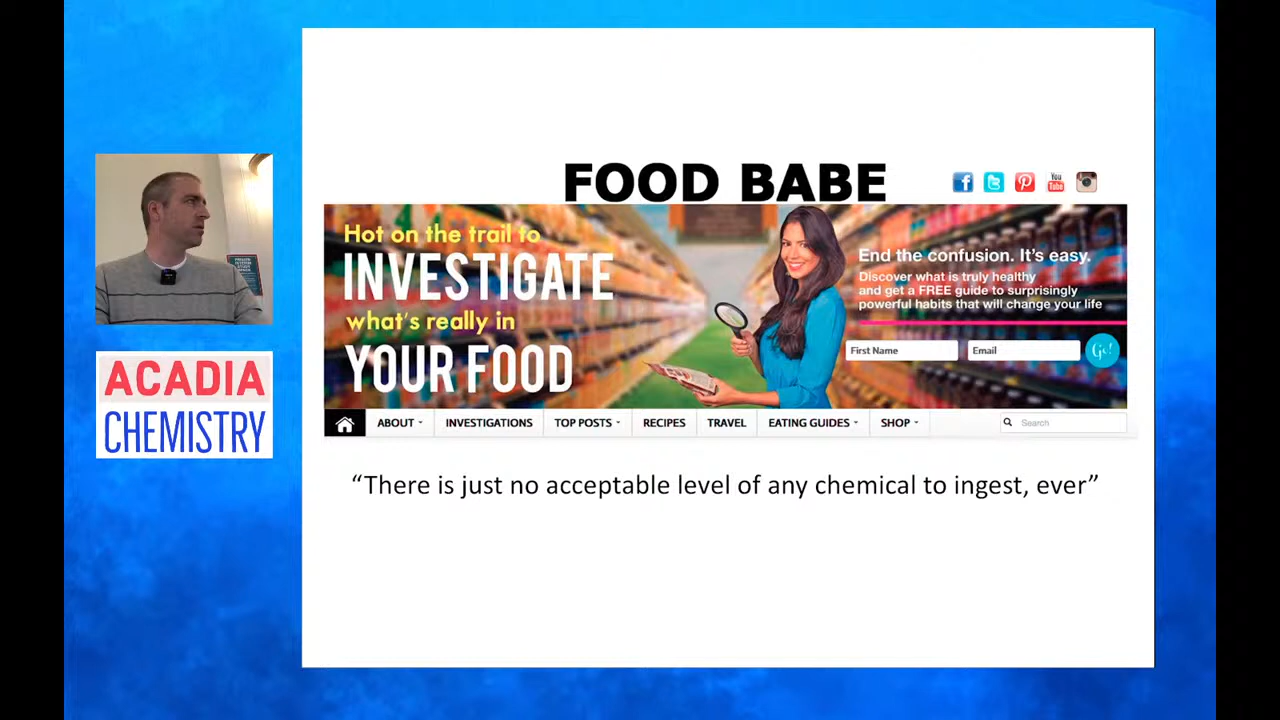 FOOD BABE
Hot on the trail to
INVESTIGATE
what's really in
YOUR FOOD
End the confusion. It's easy.
Discover what is truly healthy
and get a FREE guide to surprisingly
powerful habits that will change your life
First Name
Email
Go!
ABOUT
INVESTIGATIONS
TOP POSTS
RECIPES
TRAVEL
EATING GUIDES
SHOP
Search
“There is just no acceptable level of any chemical to ingest, ever”
ACADIA
CHEMISTRY
You
Tube